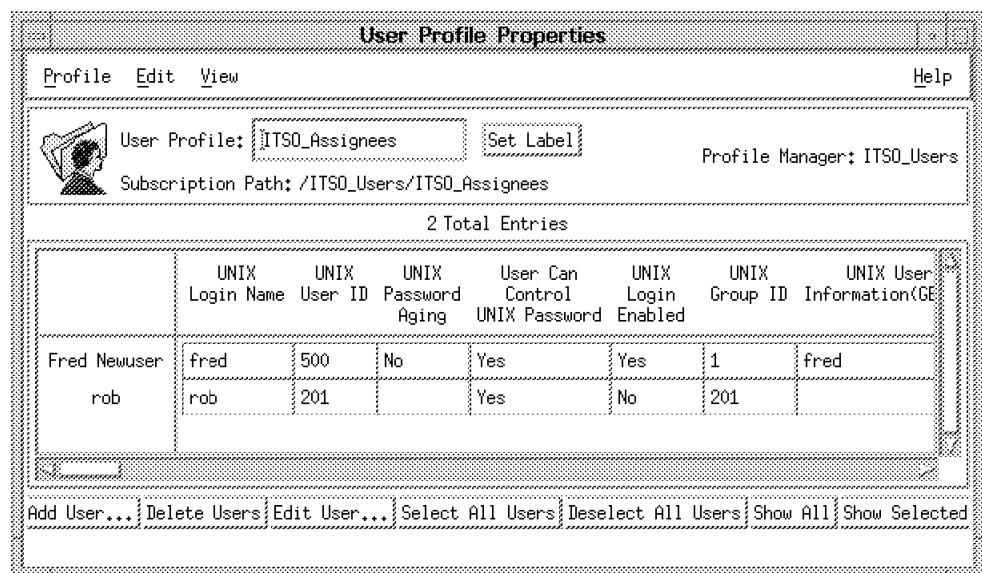 User Profile Properties
Profile Edit View Help
User Profile: ITSO_Assignees Set Label
Profile Manager: ITSO_Users
Subscription Path: /ITSO_Users/ITSO_Assignees
2 Total Entries
UNIX Login Name UNIX User ID UNIX Password Aging User Can Control UNIX Password UNIX Login Enabled UNIX Group ID UNIX User Information(GE
Fred Newuser fred 500 No Yes Yes 1 fred
rob rob 201 Yes No 201
Add User... Delete Users Edit User... Select All Users Deselect All Users Show All Show Selected